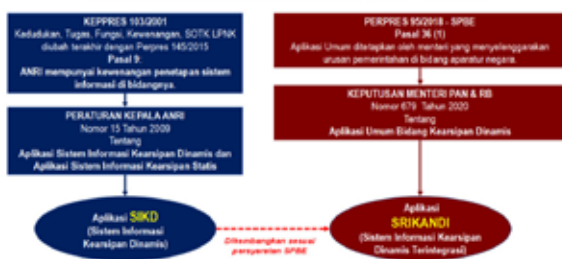 KEPPRES 103/2001
Kedudukan, Tugas, Fungsi, Kewenangan, SOTK LPNK
diubah terakhir dengan Perpres 145/2015
Pasal 9:
ANRI mempunyai kewenangan penetapan sistem
informasi di bidangnya.
PERATURAN KEPALA ANRI
Nomor 15 Tahun 2009
Tentang
Aplikasi Sistem Informasi Kearsipan Dinamis dan
Aplikasi Sistem Informasi Kearsipan Statis
Aplikasi SIKD
(Sistem Informasi
Kearsipan Dinamis)
Dikembangkan sesuai
persyaratan SPBE
PERPRES 95/2018 - SPBE
Pasal 36 (1)
Aplikasi Umum ditetapkan oleh menteri yang menyelenggarakan
urusan pemerintahan di bidang aparatur negara.
KEPUTUSAN MENTERI PAN & RB
Nomor 679 Tahun 2020
Tentang
Aplikasi Umum Bidang Kearsipan Dinamis
Aplikasi
SRIKANDI
(Sistem Informasi Kearsipan
Dinamis Terintegrasi)